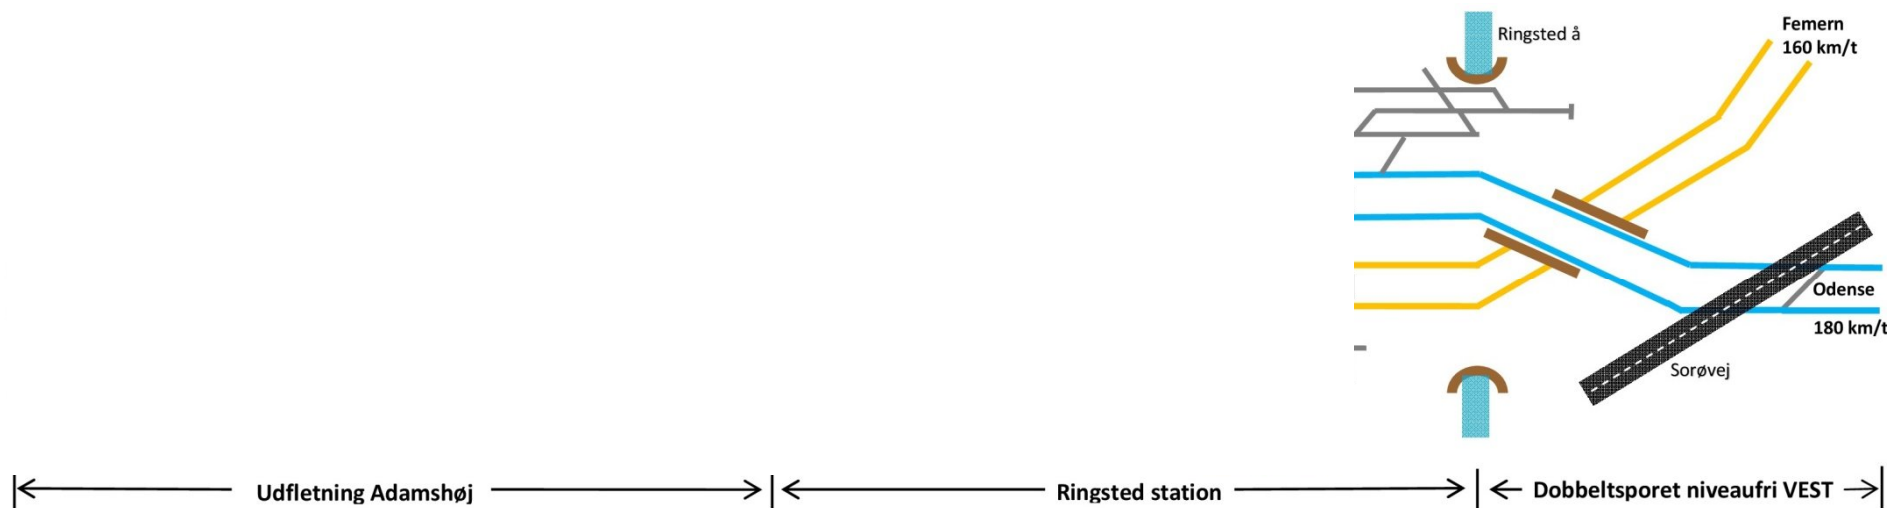 Ringsted å
Femern
160 km/t
Odense
180 km/t
Sorøvej
Udfletning Adamshøj
Ringsted station
Dobbeltsporet niveaufri VEST